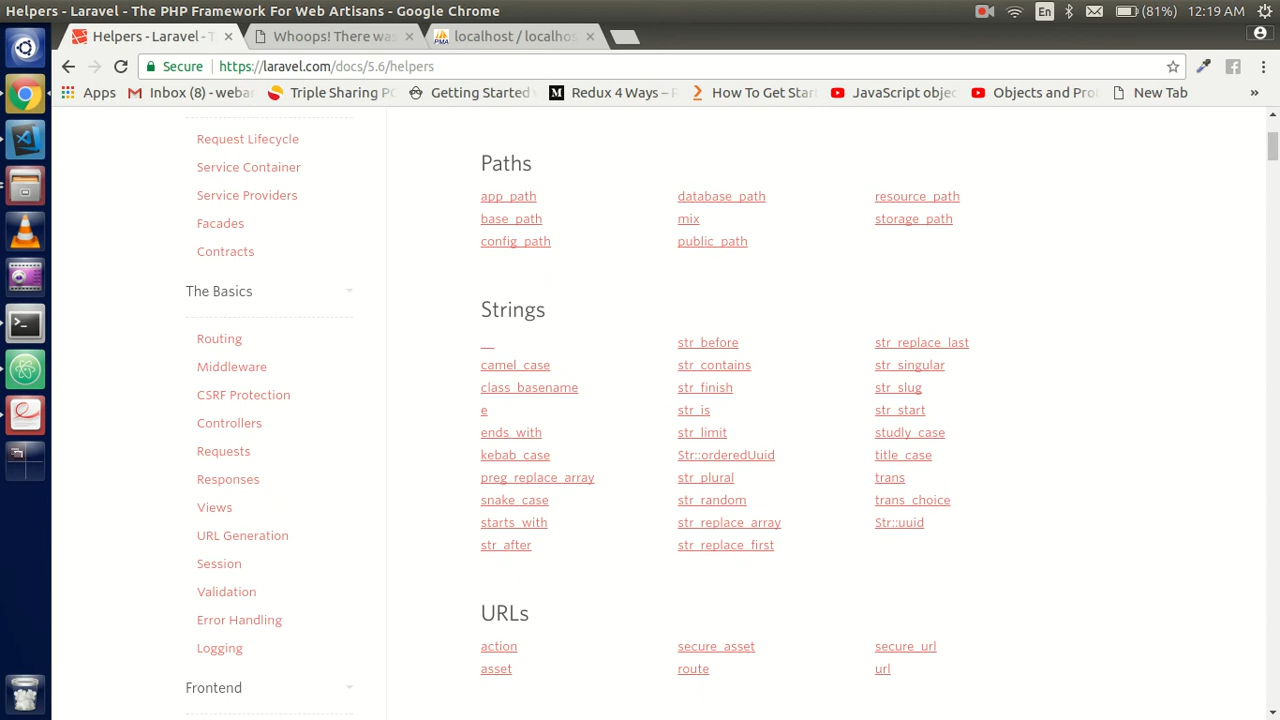 Helpers - Laravel - The PHP Framework For Web Artisans - Google Chrome
En
(81%)
12:19 AM
Helpers - Laravel - T
Whoops! There was
PMA
localhost / localhos
Secure
https://laravel.com/docs/5.6/helpers
Apps
Inbox (8) - webar
Triple Sharing PC
Getting Started
Redux 4 Ways – R
How To Get Start
JavaScript objec
Objects and Pro
New Tab
»
Request Lifecycle
Service Container
Service Providers
Facades
Contracts
The Basics
Routing
Middleware
CSRF Protection
Controllers
Requests
Responses
Views
URL Generation
Session
Validation
Error Handling
Logging
Frontend
Paths
app_path
base_path
config_path
database_path
mix
public_path
resource_path
storage_path
Strings
__
camel_case
class_basename
e
ends_with
kebab_case
preg_replace_array
snake_case
starts_with
str_after
str_before
str_contains
str_finish
str_is
str_limit
Str::orderedUuid
str_plural
str_random
str_replace_array
str_replace_first
str_replace_last
str_singular
str_slug
str_start
studly_case
title_case
trans
trans_choice
Str::uuid
URLs
action
asset
secure_asset
route
secure_url
url